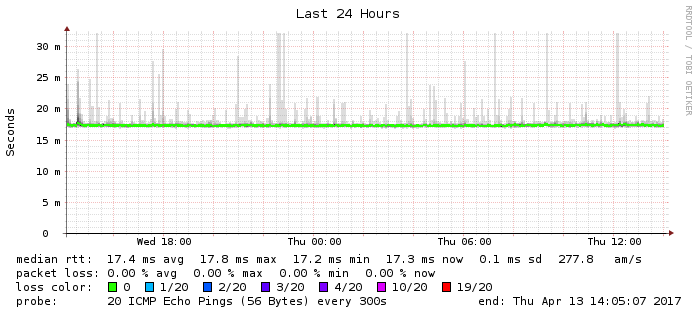 Last 24 Hours
RRDTOOL / TOBI OETIKER
Seconds
30 m
25 m
20 m
15 m
10 m
5 m
0
Wed 18:00 Thu 00:00 Thu 06:00 Thu 12:00
median rtt: 17.4 ms avg 17.8 ms max 17.2 ms min 17.3 ms now 0.1 ms sd 277.8 am/s
packet loss: 0.00 % avg 0.00 % max 0.00 % min 0.00 % now
loss color: 0 1/20 2/20 3/20 4/20 10/20 19/20
probe: 20 ICMP Echo Pings (56 Bytes) every 300s end: Thu Apr 13 14:05:07 2017